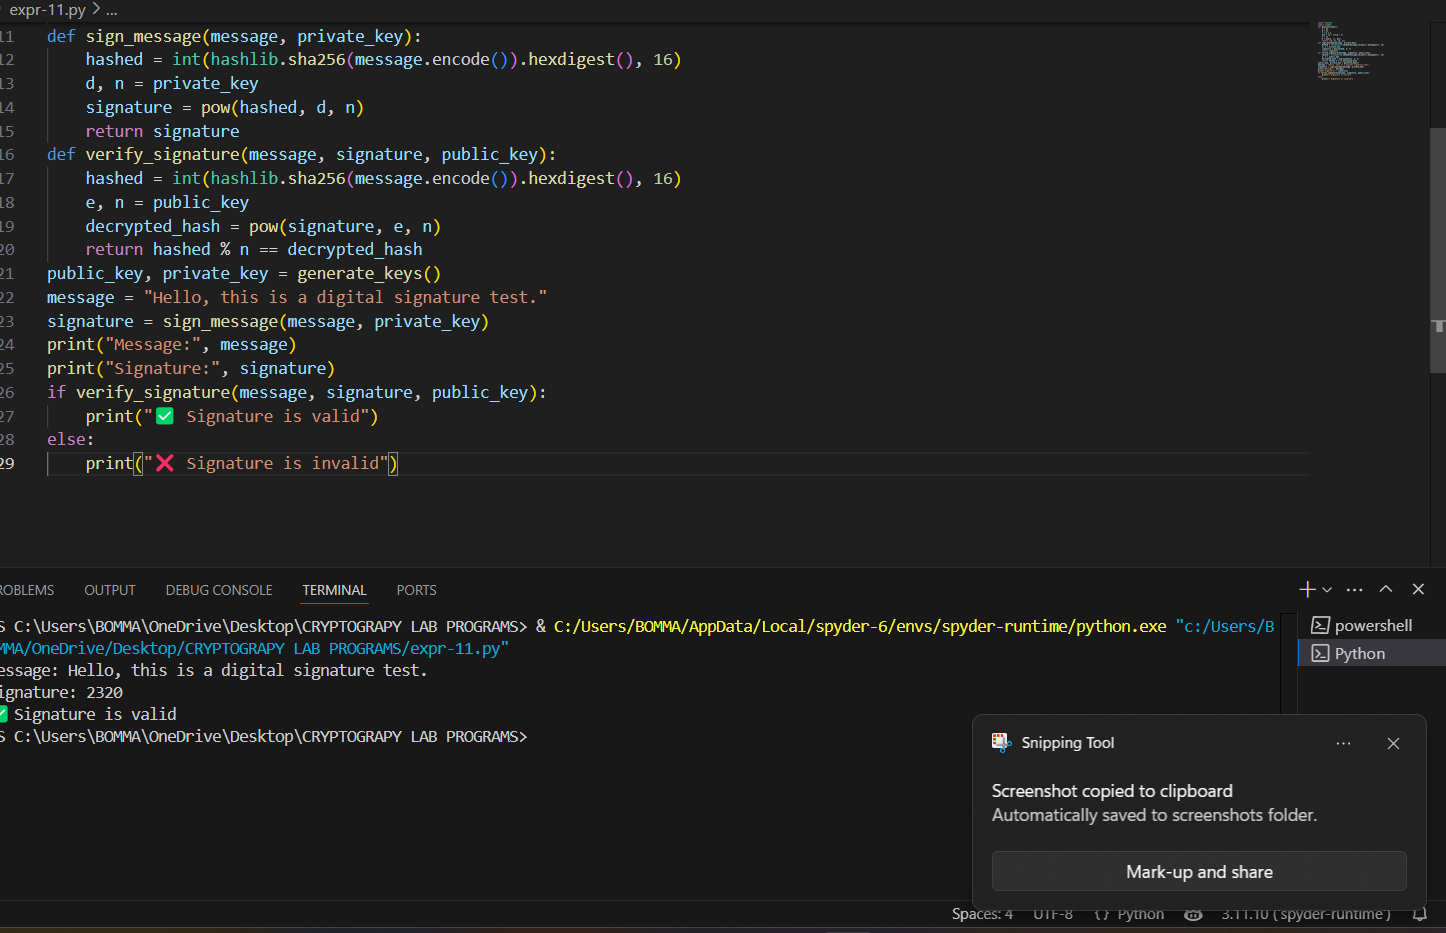 expr-11.py > ...
11 def sign_message(message, private_key):
12 hashed = int(hashlib.sha256(message.encode()).hexdigest(), 16)
13 d, n = private_key
14 signature = pow(hashed, d, n)
15 return signature
16 def verify_signature(message, signature, public_key):
17 hashed = int(hashlib.sha256(message.encode()).hexdigest(), 16)
18 e, n = public_key
19 decrypted_hash = pow(signature, e, n)
20 return hashed % n == decrypted_hash
21 public_key, private_key = generate_keys()
22 message = "Hello, this is a digital signature test."
23 signature = sign_message(message, private_key)
24 print("Message:", message)
25 print("Signature:", signature)
26 if verify_signature(message, signature, public_key):
27 print("✅ Signature is valid")
28 else:
29 print("❌ Signature is invalid")
ROBLEMS OUTPUT DEBUG CONSOLE TERMINAL PORTS
S C:\Users\BOMMA\OneDrive\Desktop\CRYPTOGRAPY LAB PROGRAMS> & C:/Users/BOMMA/AppData/Local/spyder-6/envs/spyder-runtime/python.exe "c:/Users/B
MMA/OneDrive/Desktop/CRYPTOGRAPY LAB PROGRAMS/expr-11.py"
essage: Hello, this is a digital signature test.
ignature: 2320
✅ Signature is valid
S C:\Users\BOMMA\OneDrive\Desktop\CRYPTOGRAPY LAB PROGRAMS>
powershell
Python
Snipping Tool
Screenshot copied to clipboard
Automatically saved to screenshots folder.
Mark-up and share
Spaces: 4 UTF-8 {} Python 3.11.10 ('spyder-runtime')